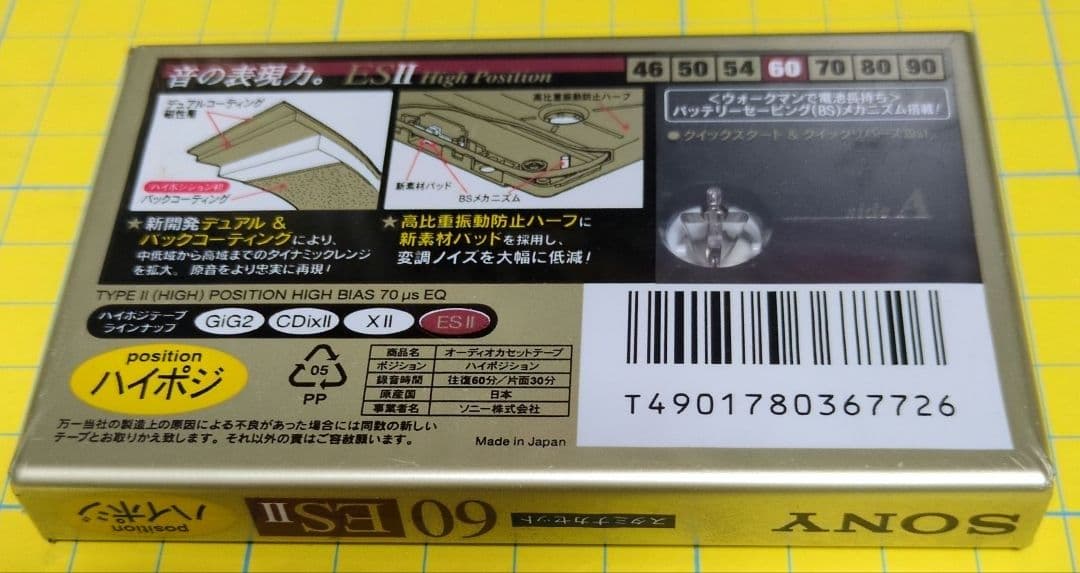 音の表現力。 ESII High Position
46 50 54 60 70 80 90
デュアルコーティング
磁性層
ハイポジション初!
バックコーティング
高比重振動防止ハーフ
新素材パッド
BSメカニズム
<ウォークマンで電池長持ち>
バッテリーセービング(BS)メカニズム搭載!
●クイックスタート&クイックリバース設計
side A
★新開発デュアル&
バックコーティングにより、
中低域から高域までのダイナミックレンジ
を拡大。原音をより忠実に再現!
★高比重振動防止ハーフに
新素材パッドを採用し、
変調ノイズを大幅に低減!
TYPE II (HIGH) POSITION HIGH BIAS 70 μs EQ
ハイポジテープ
ラインナップ
GiG2 CDixII XII ESII
position
ハイポジ
05
PP
商品名 オーディオカセットテープ
ポジション ハイポジション
録音時間 往復60分/片面30分
原産国 日本
事業者名 ソニー株式会社
万一当社の製造上の原因による不良があった場合には同数の新しい
テープとお取りかえ致します。それ以外の責はご容赦願います。
Made in Japan
T4901780367726
SONY
スタミナカセット
60 ESII
position
ハイポジ